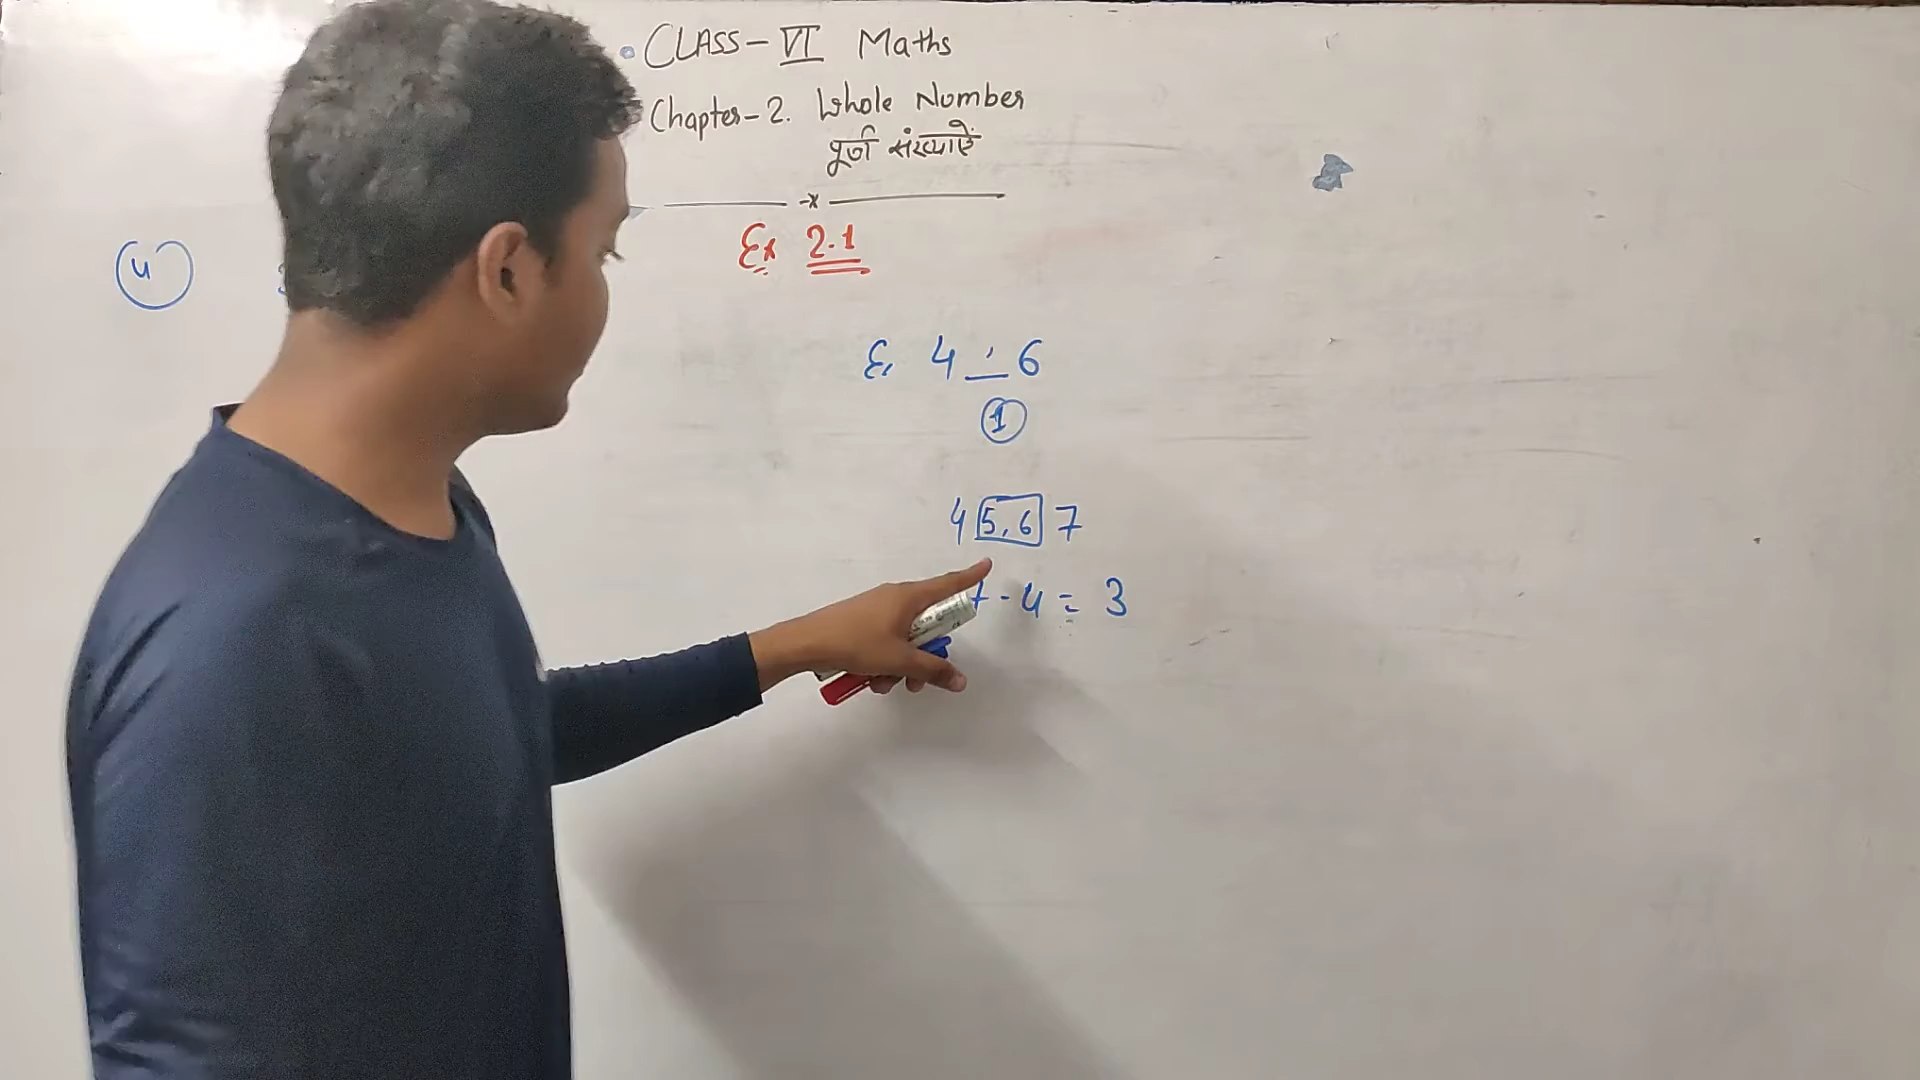 CLASS-VI Maths
Chapter-2. Whole Number
पूर्ण संख्याएँ
Ex 2.1
4
E. 4 _ 6
1
4 5,6 7
7-4 = 3